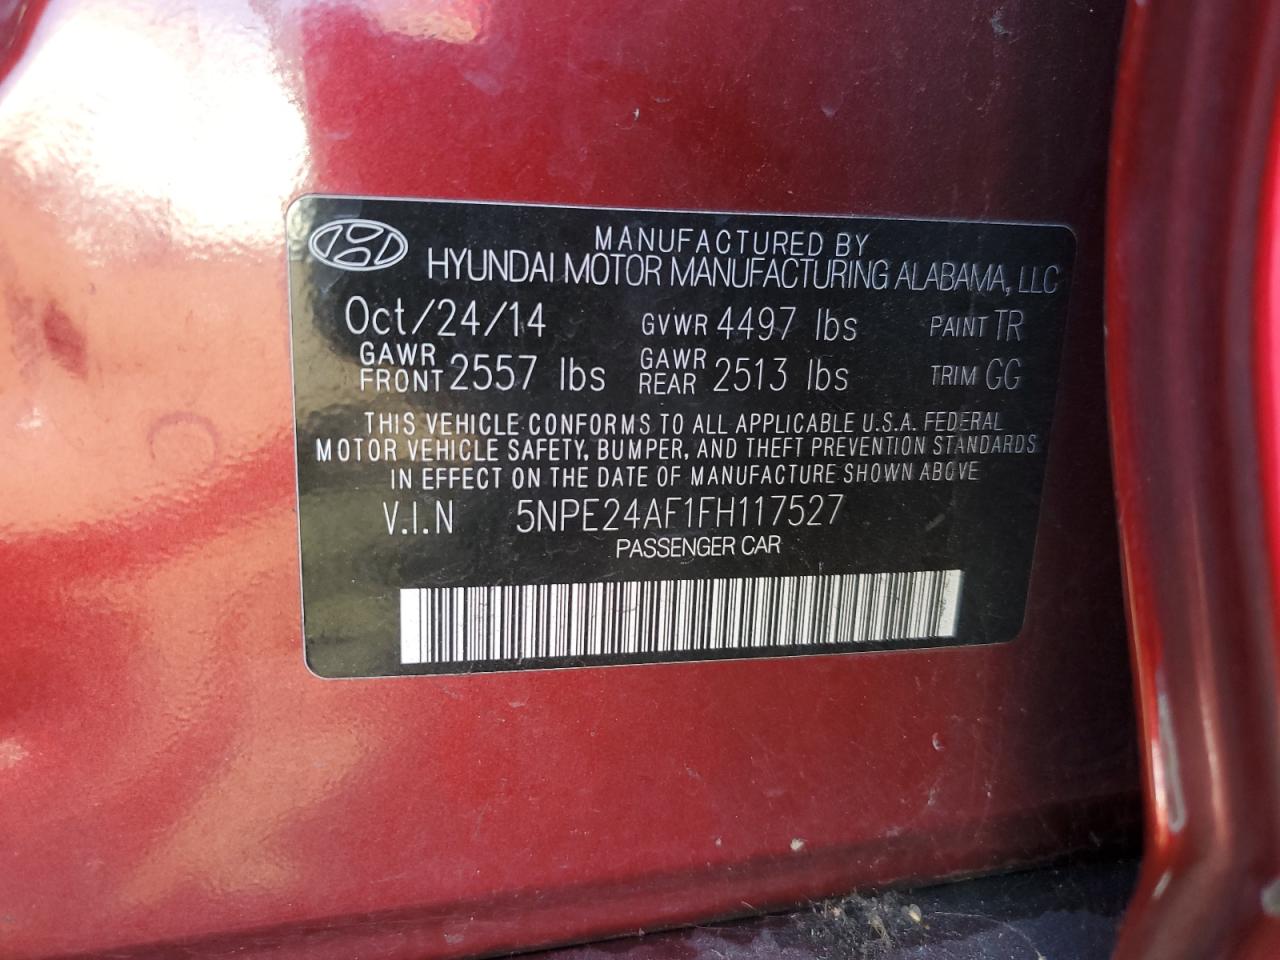 MANUFACTURED BY
HYUNDAI MOTOR MANUFACTURING ALABAMA, LLC
Oct/24/14 GVWR 4497 lbs PAINT TR
GAWR FRONT 2557 lbs GAWR REAR 2513 lbs TRIM GG
THIS VEHICLE CONFORMS TO ALL APPLICABLE U.S.A. FEDERAL
MOTOR VEHICLE SAFETY, BUMPER, AND THEFT PREVENTION STANDARDS
IN EFFECT ON THE DATE OF MANUFACTURE SHOWN ABOVE
V.I.N 5NPE24AF1FH117527
PASSENGER CAR